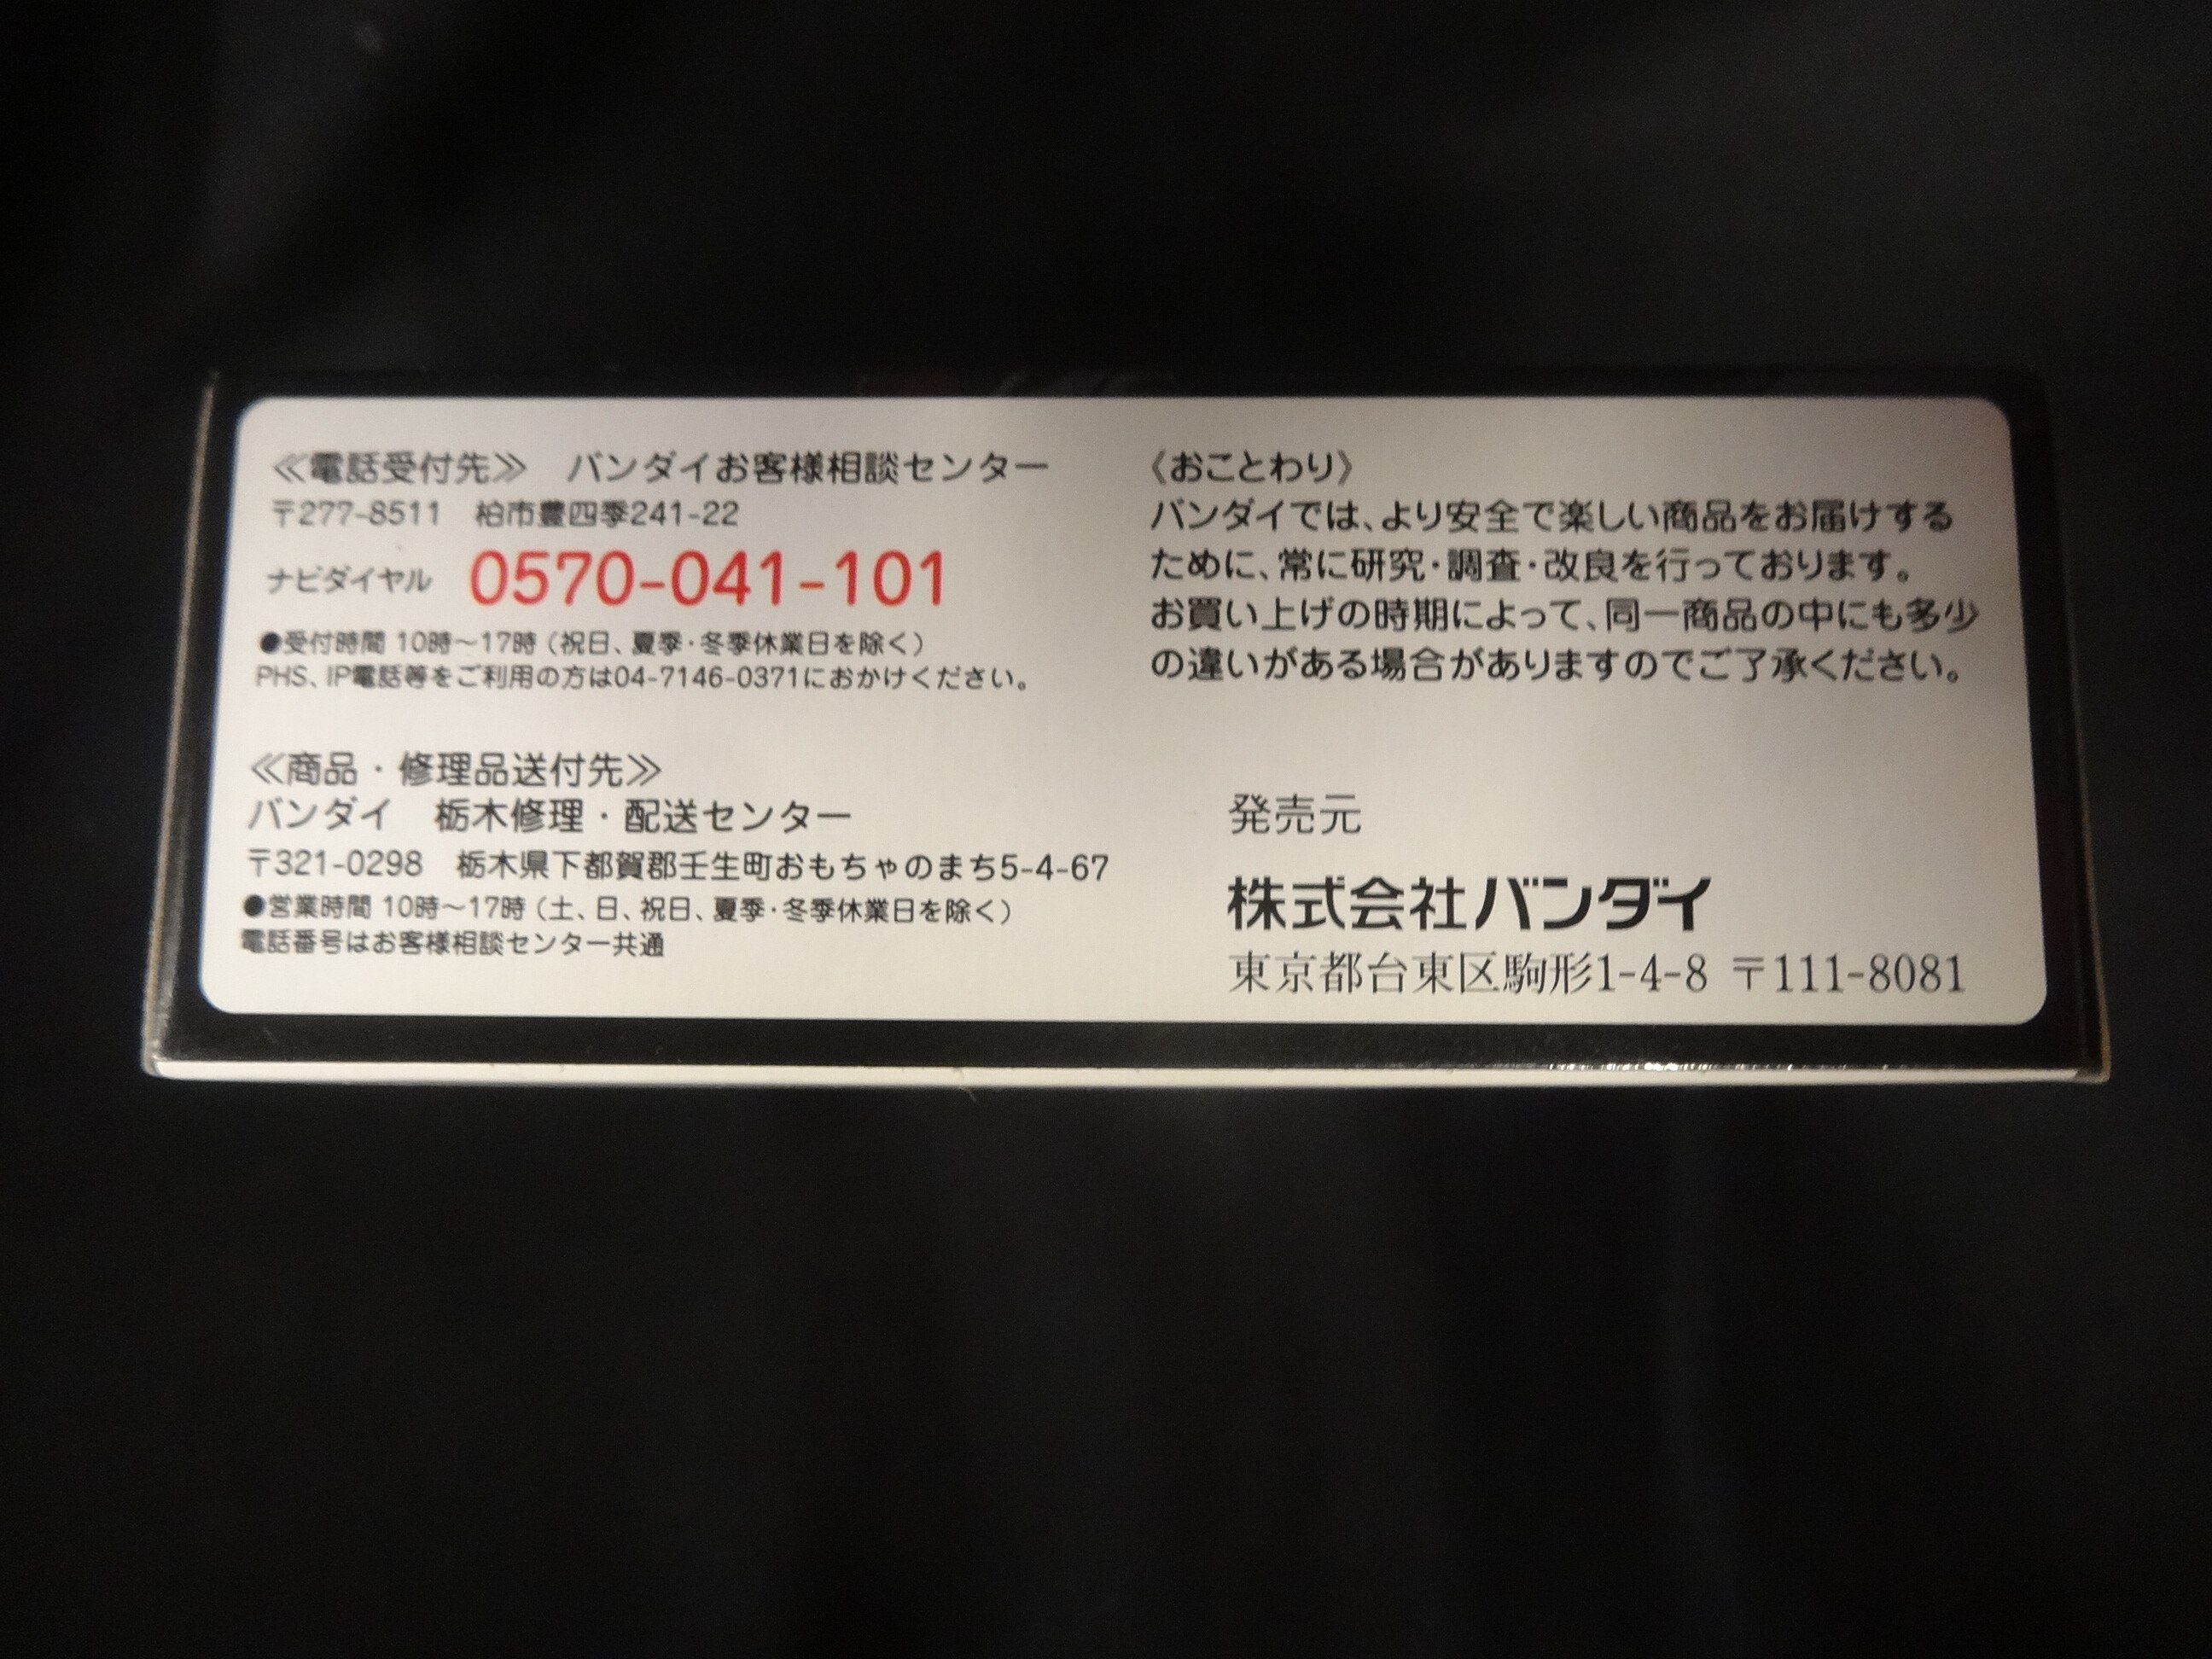 ≪電話受付先≫　バンダイお客様相談センター
〒277-8511　柏市豊四季241-22
ナビダイヤル　0570-041-101
●受付時間 10時～17時（祝日、夏季・冬季休業日を除く）
PHS、IP電話等をご利用の方は04-7146-0371におかけください。
≪商品・修理品送付先≫
バンダイ　栃木修理・配送センター
〒321-0298　栃木県下都賀郡壬生町おもちゃのまち5-4-67
●営業時間 10時～17時（土、日、祝日、夏季・冬季休業日を除く）
電話番号はお客様相談センター共通
〈おことわり〉
バンダイでは、より安全で楽しい商品をお届けする
ために、常に研究・調査・改良を行っております。
お買い上げの時期によって、同一商品の中にも多少
の違いがある場合がありますのでご了承ください。
発売元
株式会社バンダイ
東京都台東区駒形1-4-8 〒111-8081